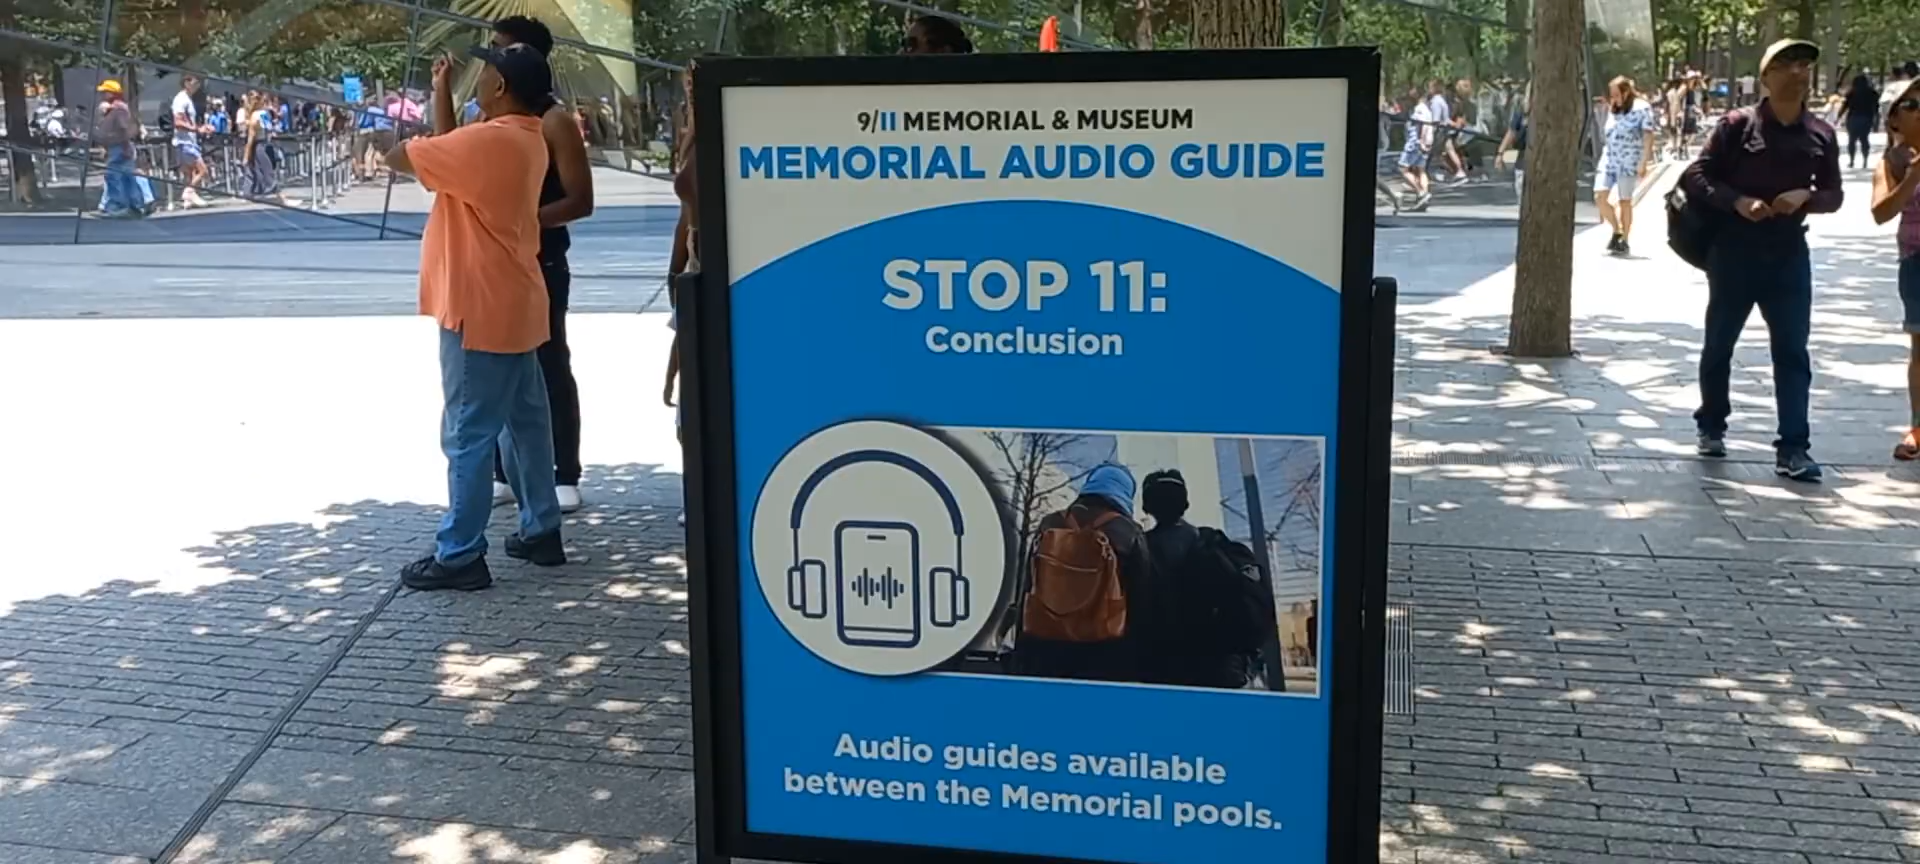 9/11 MEMORIAL & MUSEUM
MEMORIAL AUDIO GUIDE
STOP 11:
Conclusion
Audio guides available
between the Memorial pools.